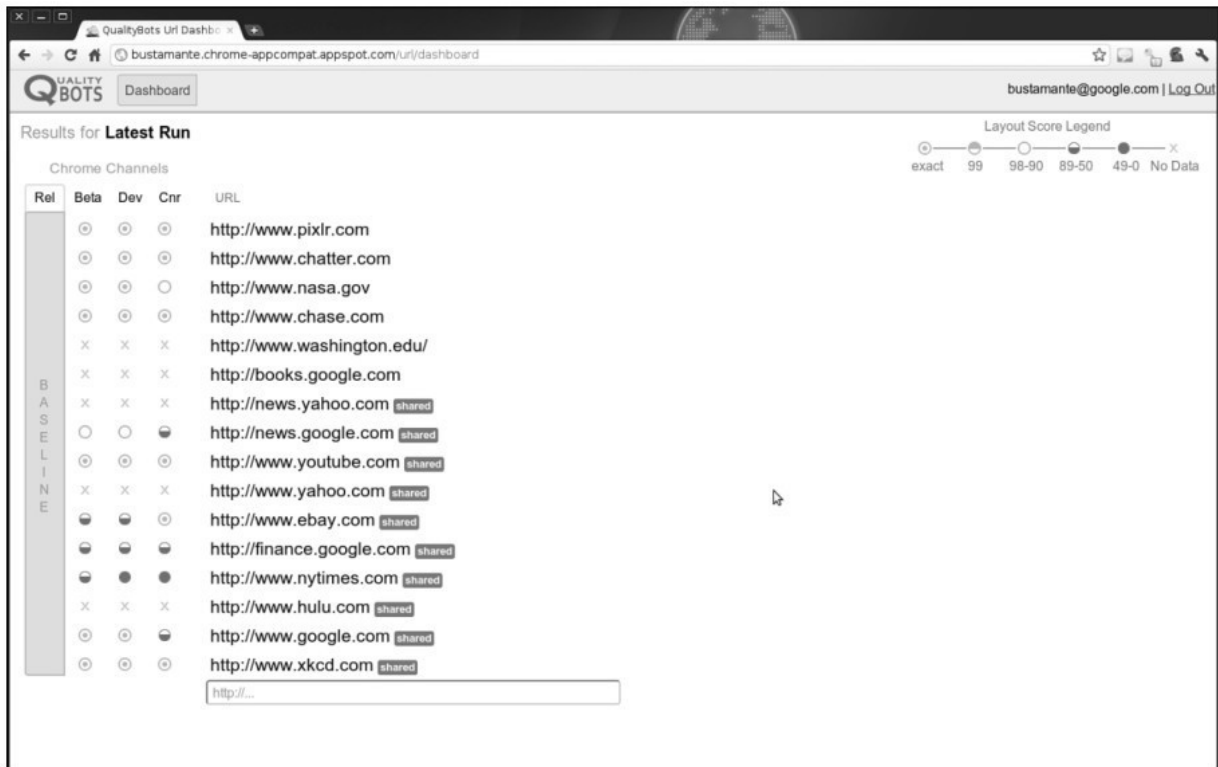 QualityBots Url Dashbo
bustamante.chrome-appcompat.appspot.com/url/dashboard
QUALITY BOTS Dashboard bustamante@google.com | Log Out
Results for Latest Run
Layout Score Legend
exact 99 98-90 89-50 49-0 No Data
Chrome Channels
Rel Beta Dev Cnr URL
BASELINE
http://www.pixlr.com
http://www.chatter.com
http://www.nasa.gov
http://www.chase.com
x x x http://www.washington.edu/
x x x http://books.google.com
x x x http://news.yahoo.com shared
http://news.google.com shared
http://www.youtube.com shared
x x x http://www.yahoo.com shared
http://www.ebay.com shared
http://finance.google.com shared
http://www.nytimes.com shared
x x x http://www.hulu.com shared
http://www.google.com shared
http://www.xkcd.com shared
http://...